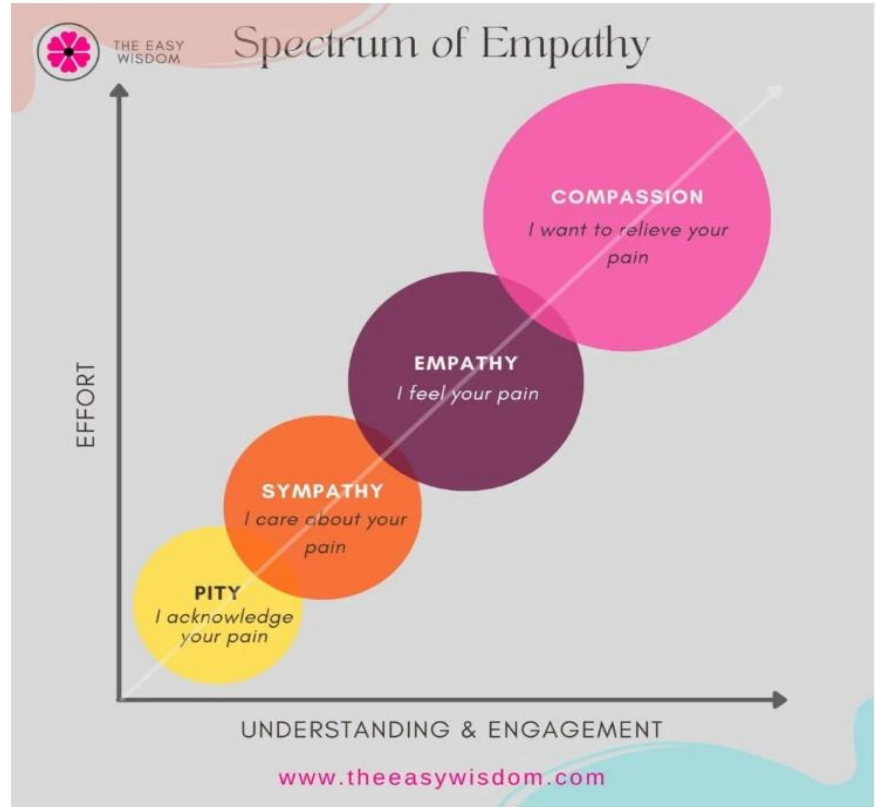 THE EASY
WISDOM
Spectrum of Empathy
COMPASSION
I want to relieve your
pain
EMPATHY
I feel your pain
SYMPATHY
I care about your
pain
PITY
I acknowledge
your pain
EFFORT
UNDERSTANDING & ENGAGEMENT
www.theeasywisdom.com